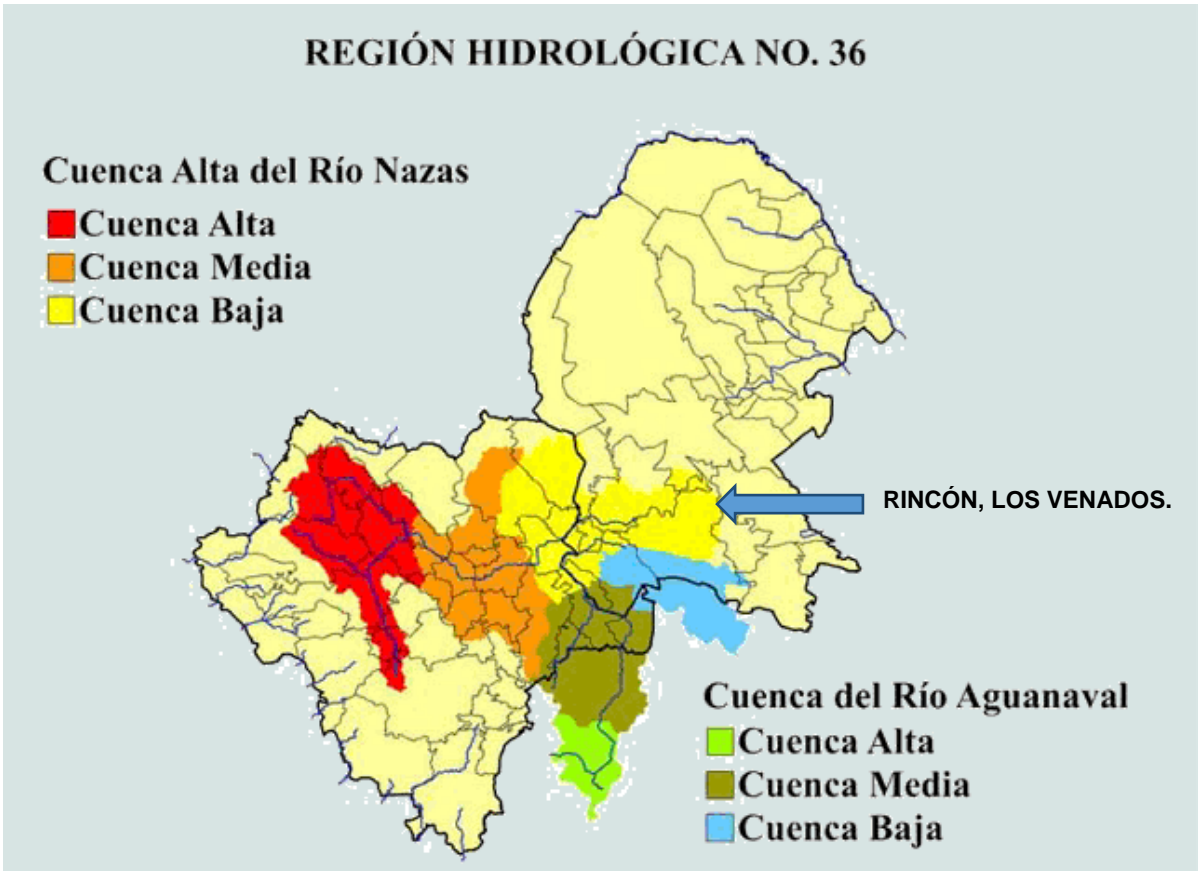 REGIÓN HIDROLÓGICA NO. 36
Cuenca Alta del Río Nazas
Cuenca Alta
Cuenca Media
Cuenca Baja
RINCÓN, LOS VENADOS.
Cuenca del Río Aguanaval
Cuenca Alta
Cuenca Media
Cuenca Baja